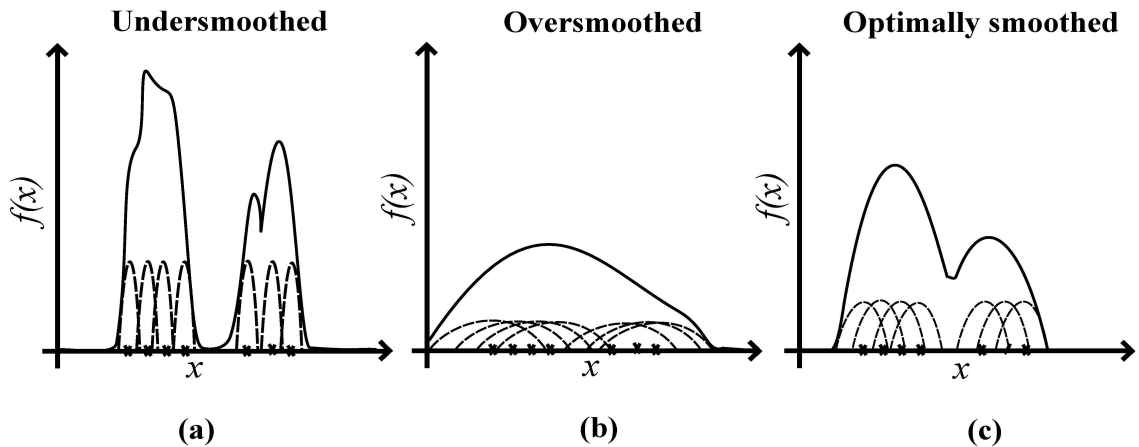 Undersmoothed
Oversmoothed
Optimally smoothed
f(x)
f(x)
f(x)
x
x
x
(a)
(b)
(c)